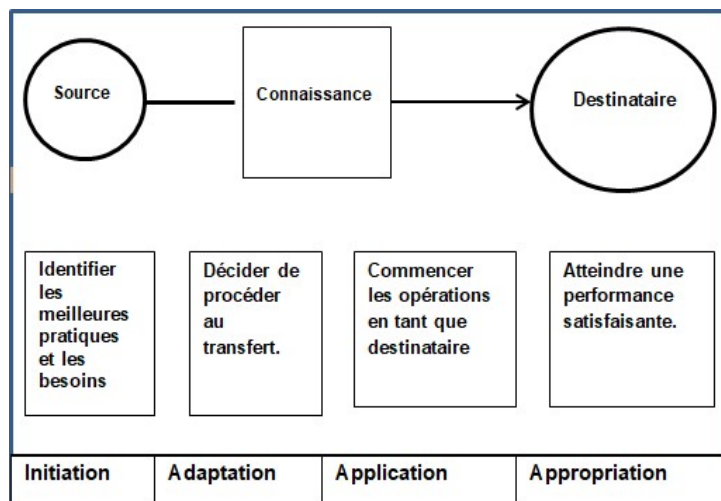 Source
Connaissance
Destinataire
Identifier
les
meilleures
pratiques
et les
besoins
Décider de
procéder
au
transfert.
Commencer
les opérations
en tant que
destinataire
Atteindre une
performance
satisfaisante.
Initiation
Adaptation
Application
Appropriation